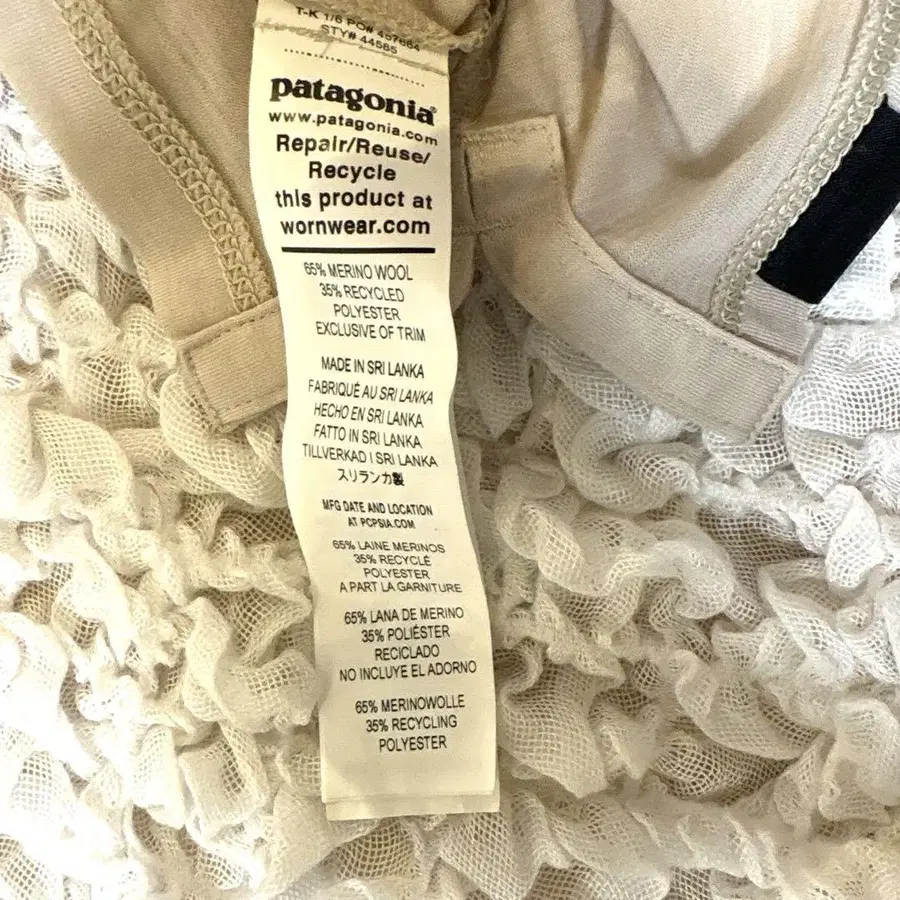 T-K 1/6 PO# 457664
STY# 44585
patagonia®
www.patagonia.com
Repair/Reuse/
Recycle
this product at
wornwear.com
65% MERINO WOOL
35% RECYCLED
POLYESTER
EXCLUSIVE OF TRIM
MADE IN SRI LANKA
FABRIQUÉ AU SRI LANKA
HECHO EN SRI LANKA
FATTO IN SRI LANKA
TILLVERKAD I SRI LANKA
スリランカ製
MFG DATE AND LOCATION
AT PCPSIA.COM
65% LAINE MERINOS
35% RECYCLÉ
POLYESTER
A PART LA GARNITURE
65% LANA DE MERINO
35% POLIÉSTER
RECICLADO
NO INCLUYE EL ADORNO
65% MERINOWOLLE
35% RECYCLING
POLYESTER